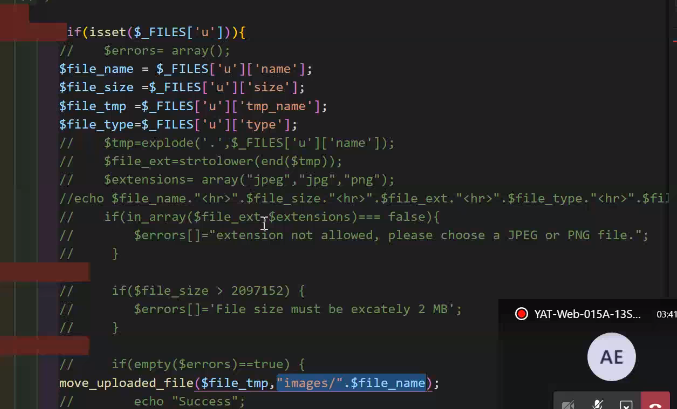 if(isset($_FILES['u'])){
// $errors= array();
$file_name = $_FILES['u']['name'];
$file_size =$_FILES['u']['size'];
$file_tmp =$_FILES['u']['tmp_name'];
$file_type=$_FILES['u']['type'];
// $tmp=explode('.',$_FILES['u']['name']);
// $file_ext=strtolower(end($tmp));
// $extensions= array("jpeg","jpg","png");
//echo $file_name."<hr>".$file_size."<hr>".$file_ext."<hr>".$file_type."<hr>".$fil
// if(in_array($file_ext,$extensions)=== false){
// $errors[]="extension not allowed, please choose a JPEG or PNG file.";
// }
// if($file_size > 2097152) {
// $errors[]='File size must be excately 2 MB';
// }
YAT-Web-015A-13S... 03:41
AE
// if(empty($errors)==true) {
move_uploaded_file($file_tmp,"images/".$file_name);
// echo "Success";